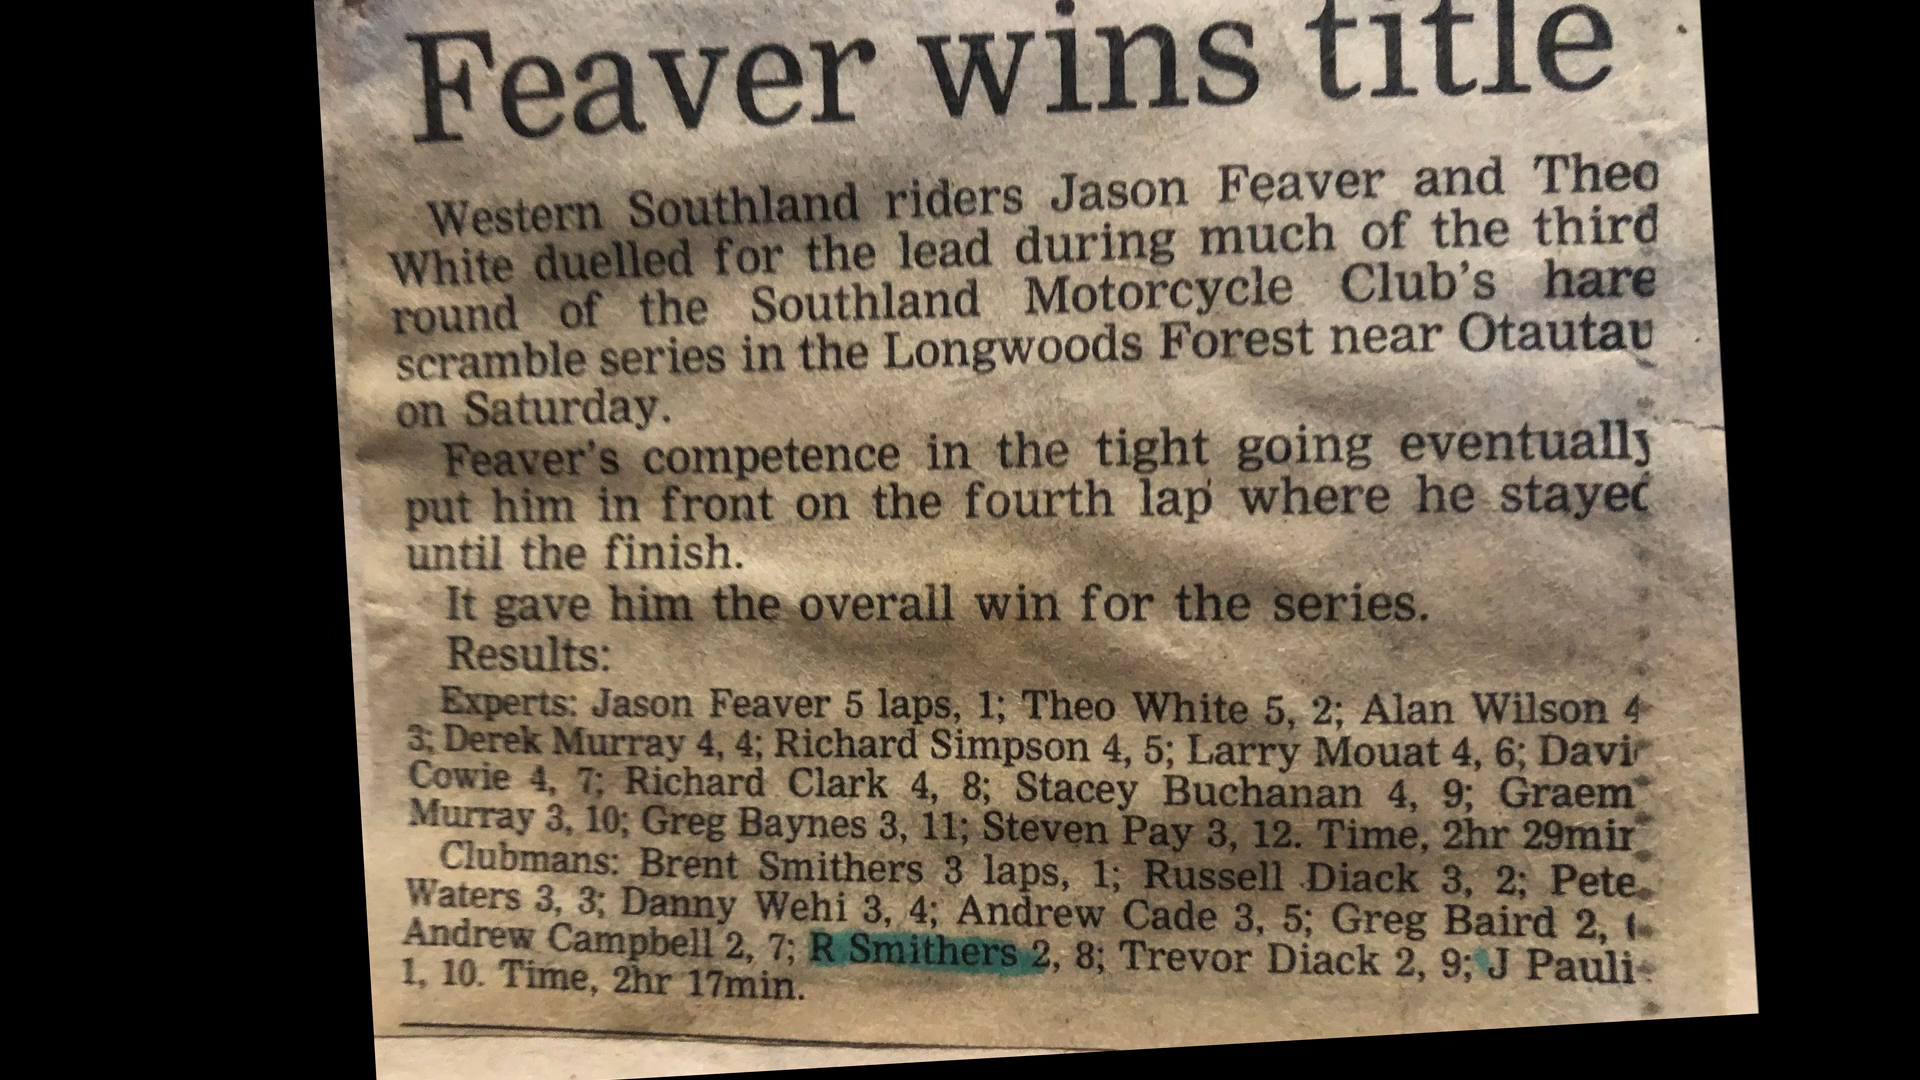 Feaver wins title
Western Southland riders Jason Feaver and Theo
White duelled for the lead during much of the third
round of the Southland Motorcycle Club's hare
scramble series in the Longwoods Forest near Otautau
on Saturday.
Feaver's competence in the tight going eventually
put him in front on the fourth lap where he stayed
until the finish.
It gave him the overall win for the series.
Results:
Experts: Jason Feaver 5 laps, 1; Theo White 5, 2; Alan Wilson 4
3; Derek Murray 4, 4; Richard Simpson 4, 5; Larry Mouat 4, 6; Davi
Cowie 4, 7; Richard Clark 4, 8; Stacey Buchanan 4, 9; Graem
Murray 3, 10; Greg Baynes 3, 11; Steven Pay 3, 12. Time, 2hr 29min
Clubmans: Brent Smithers 3 laps, 1; Russell Diack 3, 2; Pete
Waters 3, 3; Danny Wehi 3, 4; Andrew Cade 3, 5; Greg Baird 2,
Andrew Campbell 2, 7; R Smithers 2, 8; Trevor Diack 2, 9; J Pauli
1, 10. Time, 2hr 17min.